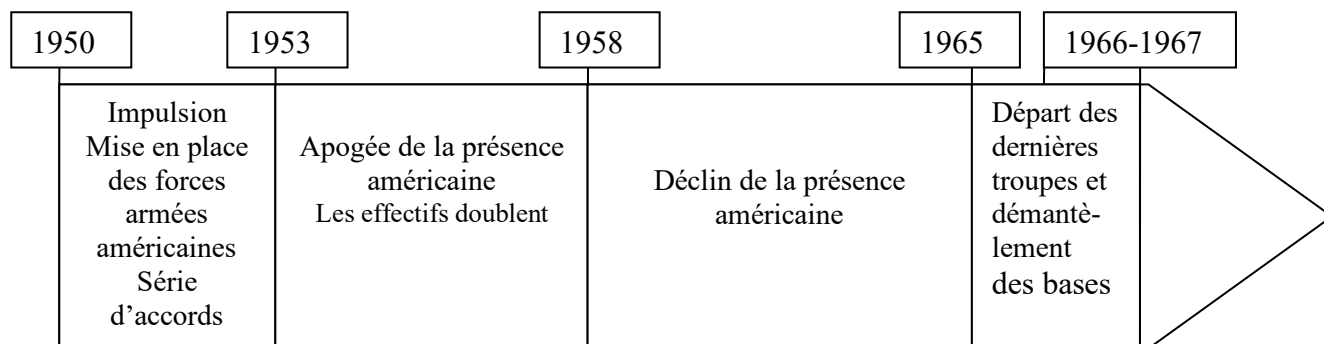 1950
1953
1958
1965
1966-1967
Impulsion
Mise en place
des forces
armées
américaines
Série
d’accords
Apogée de la présence
américaine
Les effectifs doublent
Déclin de la présence
américaine
Départ des
dernières
troupes et
démantè-
lement
des bases